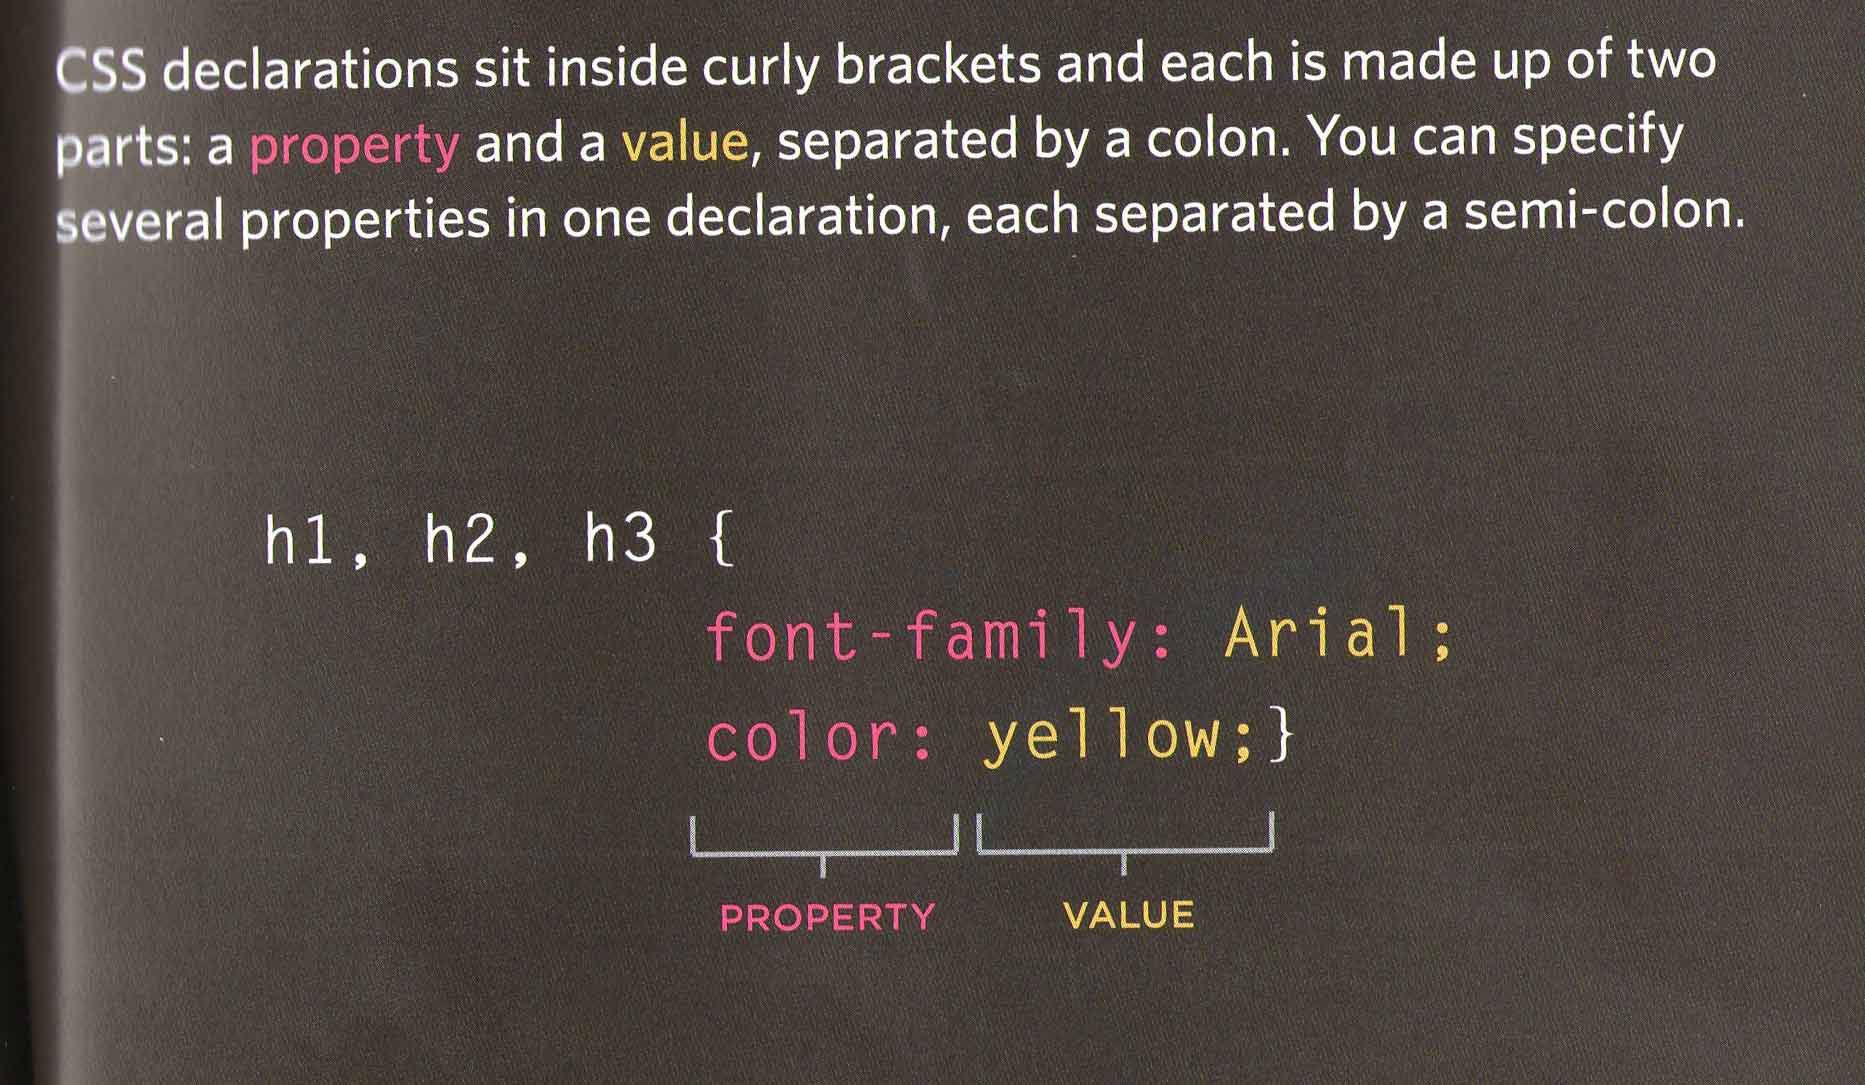 CSS declarations sit inside curly brackets and each is made up of two
parts: a property and a value, separated by a colon. You can specify
several properties in one declaration, each separated by a semi-colon.
h1, h2, h3 {
font-family: Arial;
color: yellow;}
PROPERTY VALUE